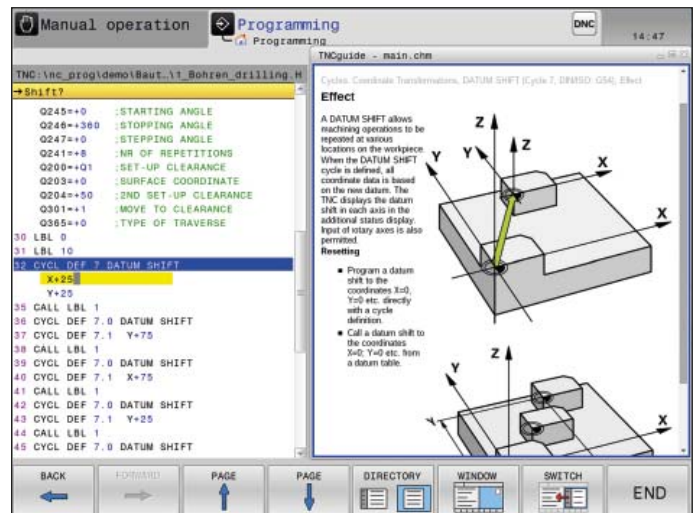 Manual operation
Programming
Programming
DNC
14:47
TNCguide - main.chm
TNC:\nc_prog\demo\Baut…\1_Bohren_drilling.H
→Shift?
Q245=+0 ;STARTING ANGLE
Q246=+360 ;STOPPING ANGLE
Q247=+0 ;STEPPING ANGLE
Q241=+8 ;NR OF REPETITIONS
Q200=+Q1 ;SET-UP CLEARANCE
Q203=+0 ;SURFACE COORDINATE
Q204=+50 ;2ND SET-UP CLEARANCE
Q301=+1 ;MOVE TO CLEARANCE
Q365=+0 ;TYPE OF TRAVERSE
30 LBL 0
31 LBL 10
32 CYCL DEF 7 DATUM SHIFT
X+25
Y+25
35 CALL LBL 1
36 CYCL DEF 7.0 DATUM SHIFT
37 CYCL DEF 7.1 Y+75
38 CALL LBL 1
39 CYCL DEF 7.0 DATUM SHIFT
40 CYCL DEF 7.1 X+75
41 CALL LBL 1
42 CYCL DEF 7.0 DATUM SHIFT
43 CYCL DEF 7.1 Y+25
44 CALL LBL 1
45 CYCL DEF 7.0 DATUM SHIFT
Cycles: Coordinate Transformations, DATUM SHIFT (Cycle 7, DIN/ISO: G54), Effect
Effect
A DATUM SHIFT allows
machining operations to be
repeated at various
locations on the workpiece.
When the DATUM SHIFT
cycle is defined, all
coordinate data is based
on the new datum. The
TNC displays the datum
shift in each axis in the
additional status display.
Input of rotary axes is also
permitted.
Resetting
■ Program a datum
shift to the
coordinates X=0,
Y=0 etc. directly
with a cycle
definition.
■ Call a datum shift to
the coordinates
X=0; Y=0 etc. from
a datum table.
Z
Z
Y
Y
X
X
Z
Y
Y
X
BACK
FORWARD
PAGE
PAGE
DIRECTORY
WINDOW
SWITCH
END